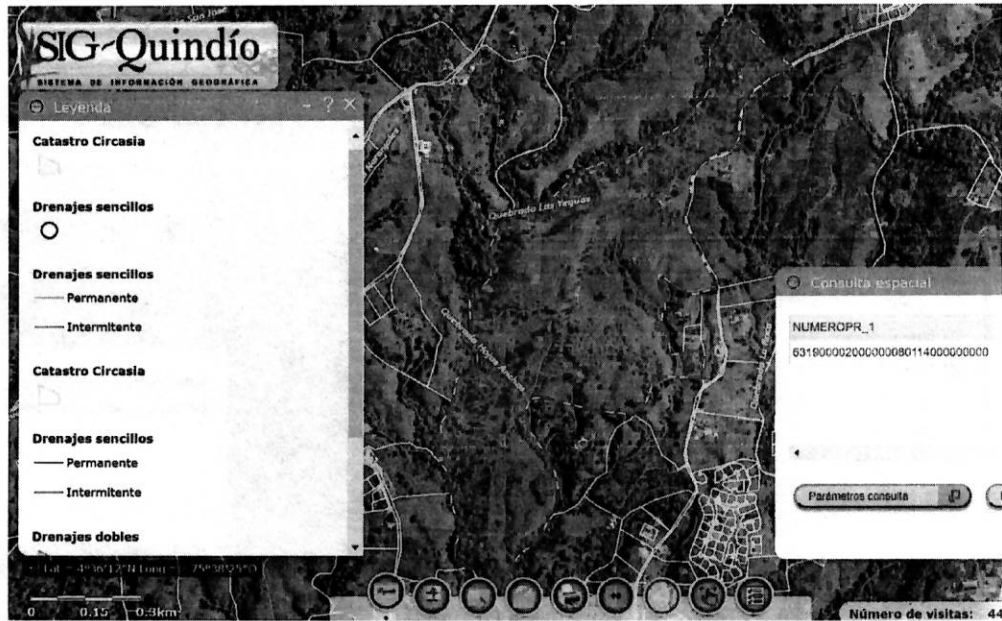 SIG-Quindío
SISTEMA DE INFORMACIÓN GEOGRÁFICA
Leyenda - ? ×
Catastro Circasia
Drenajes sencillos
Drenajes sencillos
Permanente
Intermitente
Catastro Circasia
Drenajes sencillos
Permanente
Intermitente
Drenajes dobles
Quebrada Las Yeguas
Consulta espacial
NUMEROPR_1
Parámetros consulta
0 0.15 0.3km
Número de visitas: 44